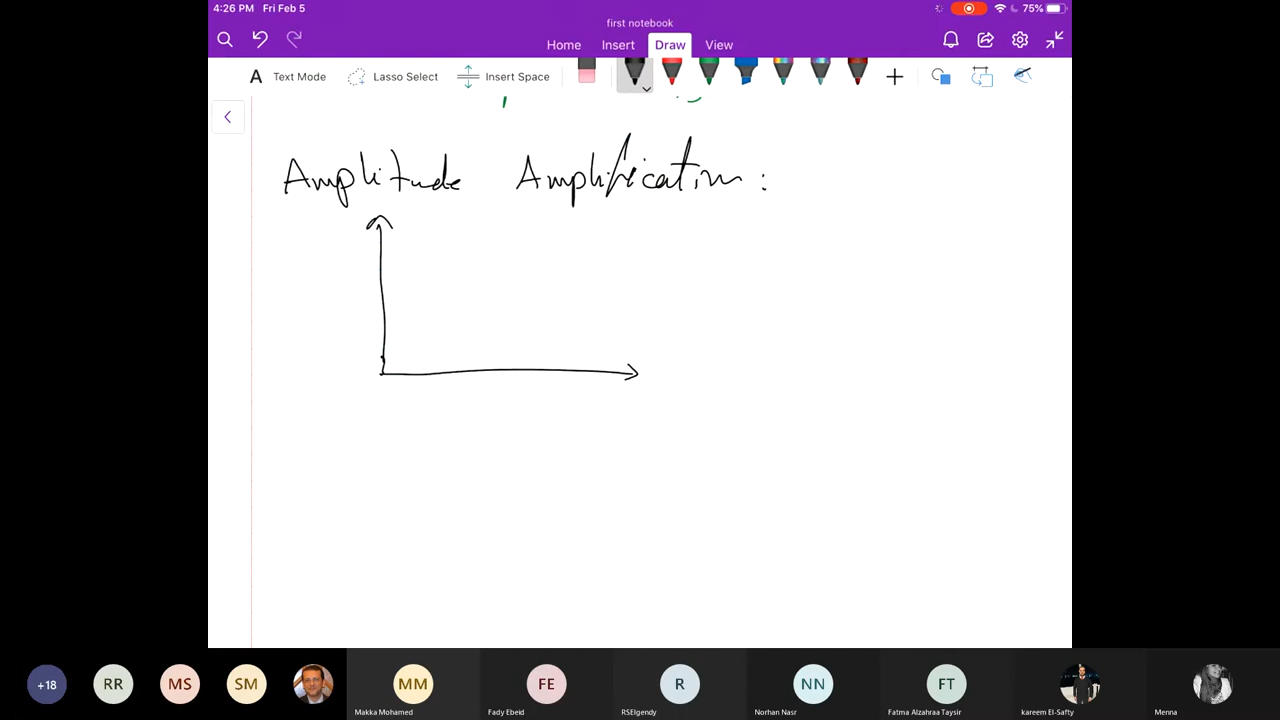 4:26 PM Fri Feb 5
75%
first notebook
Home Insert Draw View
A Text Mode Lasso Select Insert Space
Amplitude Amplification:
+18 RR MS SM MM FE R NN FT
Makka Mohamed Fady Ebeid RSElgendy Norhan Nasr Fatma Alzahraa Taysir kareem El-Safty Menna